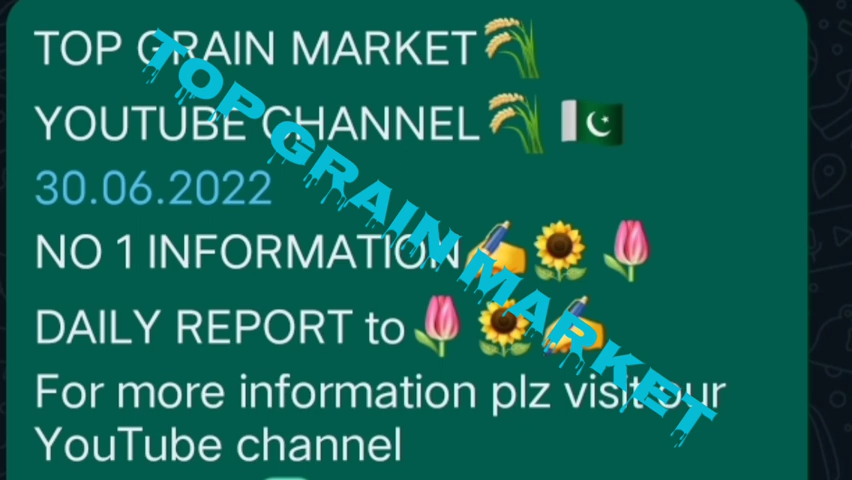 TOP GRAIN MARKET🌾
YOUTUBE CHANNEL🌾 🇵🇰
30.06.2022
NO 1 INFORMATION✍️🌻🌷
DAILY REPORT to🌷🌻✍️
For more information plz visit our
YouTube channel
TOP GRAIN MARKET